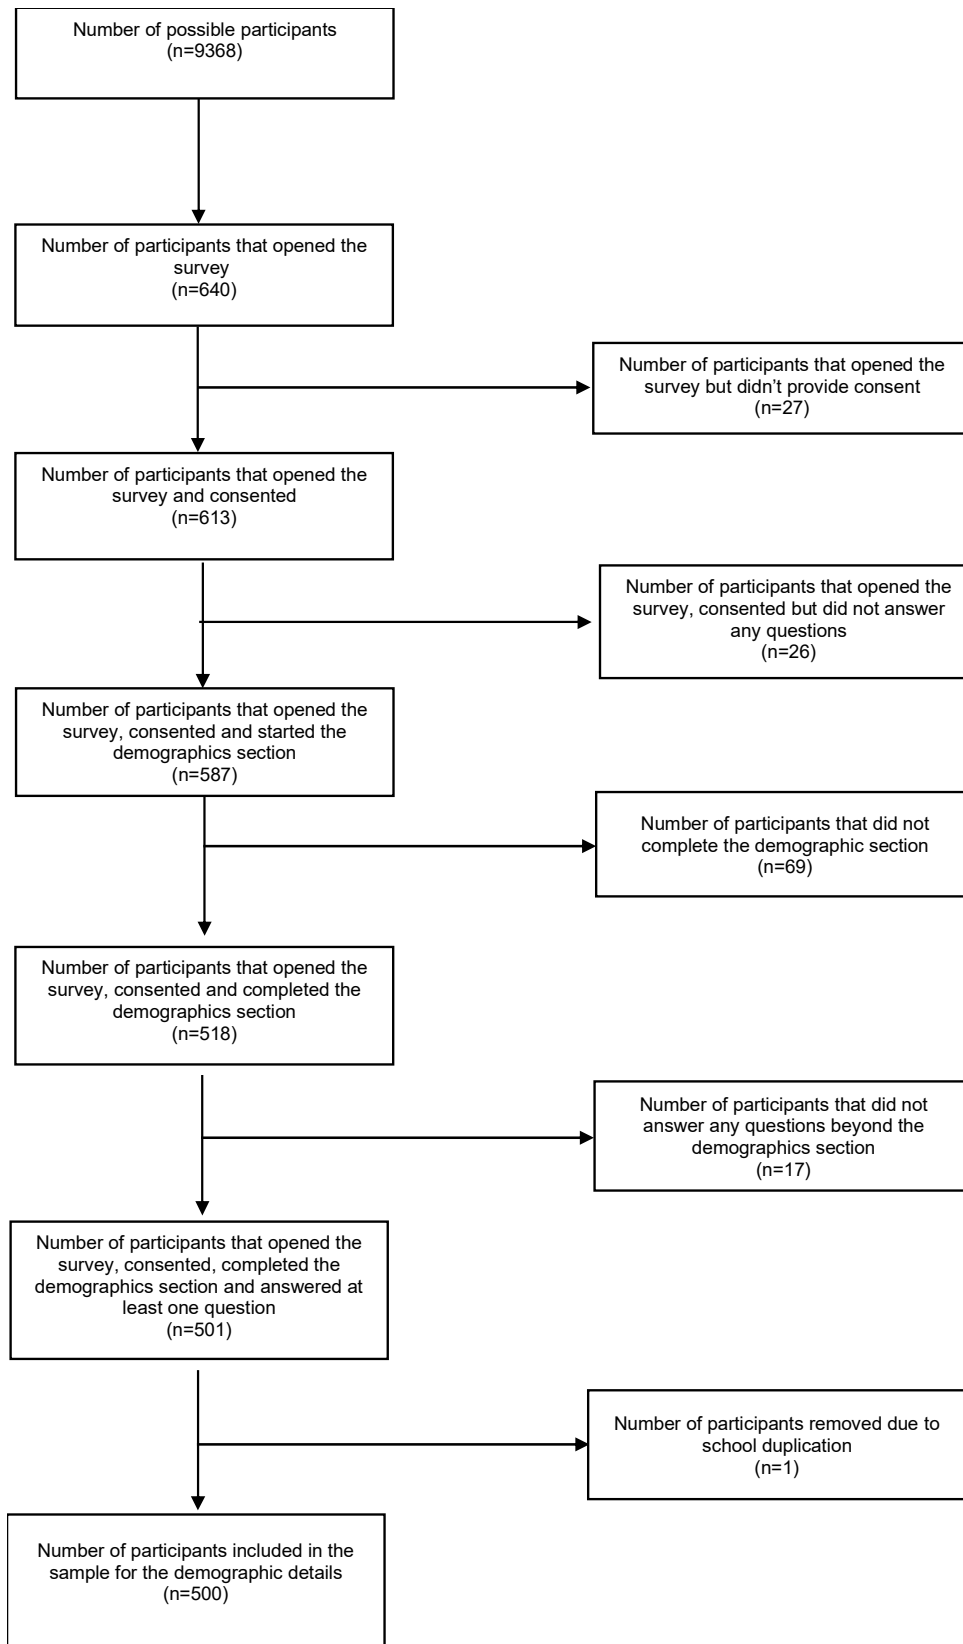 Number of possible participants
(n=9368)
Number of participants that opened the
survey
(n=640)
Number of participants that opened the
survey but didn’t provide consent
(n=27)
Number of participants that opened the
survey and consented
(n=613)
Number of participants that opened the
survey, consented but did not answer
any questions
(n=26)
Number of participants that opened the
survey, consented and started the
demographics section
(n=587)
Number of participants that did not
complete the demographic section
(n=69)
Number of participants that opened the
survey, consented and completed the
demographics section
(n=518)
Number of participants that did not
answer any questions beyond the
demographics section
(n=17)
Number of participants that opened the
survey, consented, completed the
demographics section and answered at
least one question
(n=501)
Number of participants removed due to
school duplication
(n=1)
Number of participants included in the
sample for the demographic details
(n=500)